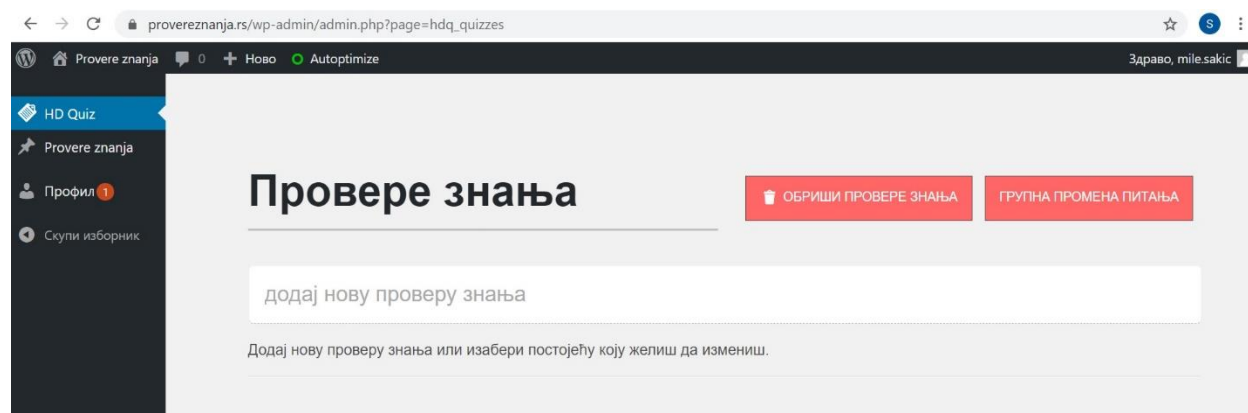 provereznanja.rs/wp-admin/admin.php?page=hdq_quizzes
S
Provere znanja 0 Ново Autoptimize
Здраво, mile.sakic
HD Quiz
Provere znanja
Профил 1
Скупи изборник
Провере знања
ОБРИШИ ПРОВЕРЕ ЗНАЊА
ГРУПНА ПРОМЕНА ПИТАЊА
додај нову проверу знања
Додај нову проверу знања или изабери постојећу коју желиш да измениш.